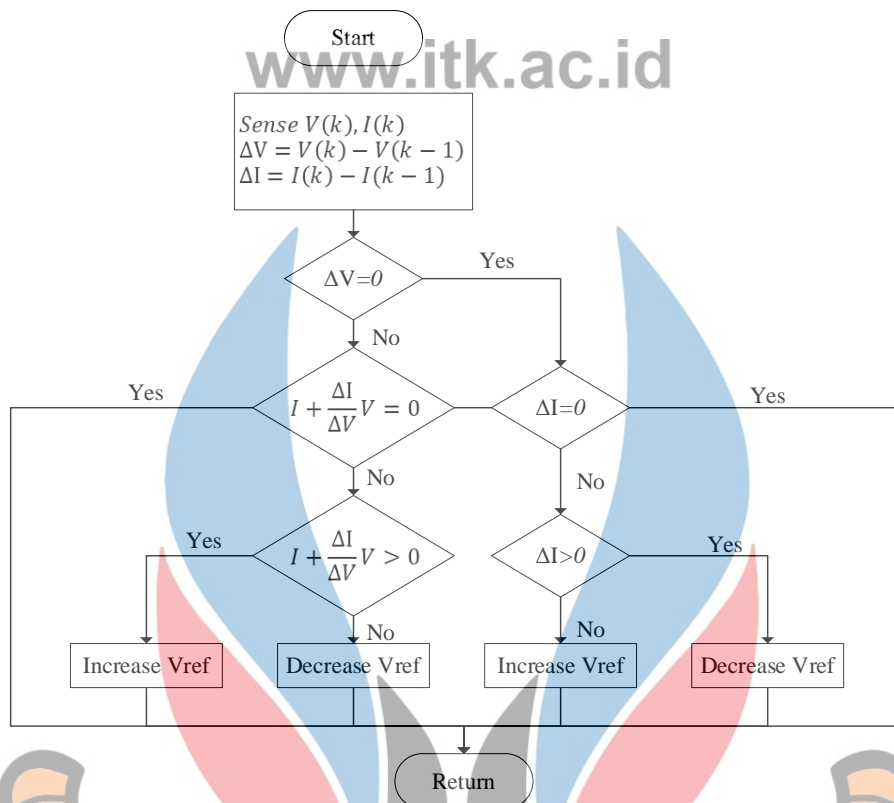 Start
www.itk.ac.id
Sense V(k), I(k)
ΔV = V(k) − V(k − 1)
ΔI = I(k) − I(k − 1)
ΔV=0
Yes
No
Yes
I + ΔI/ΔV V = 0
ΔI=0
Yes
No
No
Yes
I + ΔI/ΔV V > 0
ΔI>0
Yes
No
No
Increase Vref
Decrease Vref
Increase Vref
Decrease Vref
Return